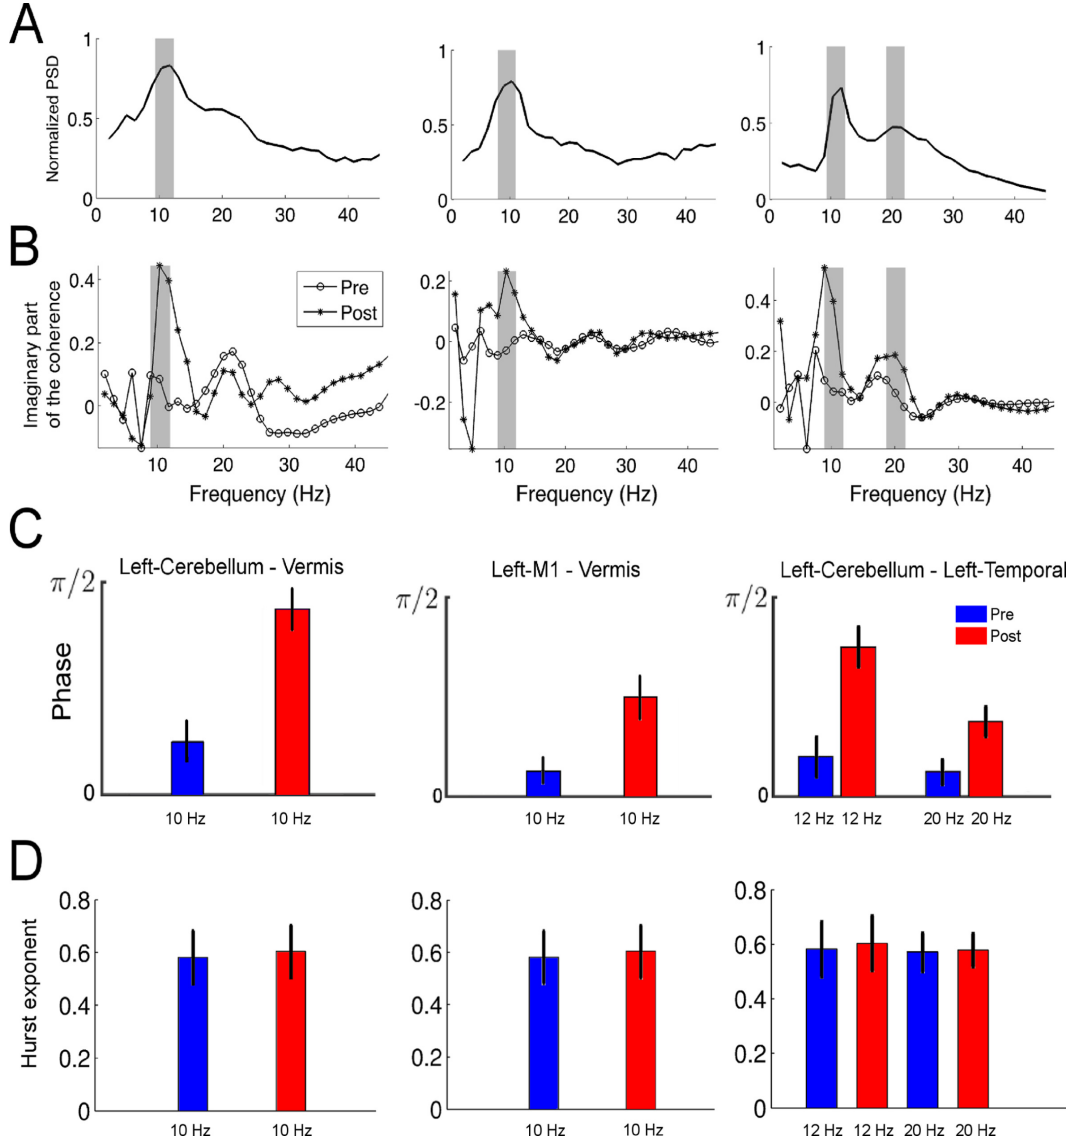 A
Normalized PSD
1
0.5
0
0 10 20 30 40
1
0.5
0
0 10 20 30 40
1
0.5
0
0 10 20 30 40
B
Imaginary part
of the coherence
0.4
0.2
0
Pre
Post
10 20 30 40
Frequency (Hz)
0.2
0
-0.2
10 20 30 40
Frequency (Hz)
0.4
0.2
0
10 20 30 40
Frequency (Hz)
C
Phase
Left-Cerebellum - Vermis
π/2
0
10 Hz 10 Hz
Left-M1 - Vermis
π/2
0
10 Hz 10 Hz
Left-Cerebellum - Left-Temporal
π/2
0
Pre
Post
12 Hz 12 Hz 20 Hz 20 Hz
D
Hurst exponent
0.8
0.6
0.4
0.2
0
10 Hz 10 Hz
0.8
0.6
0.4
0.2
0
10 Hz 10 Hz
0.8
0.6
0.4
0.2
0
12 Hz 12 Hz 20 Hz 20 Hz